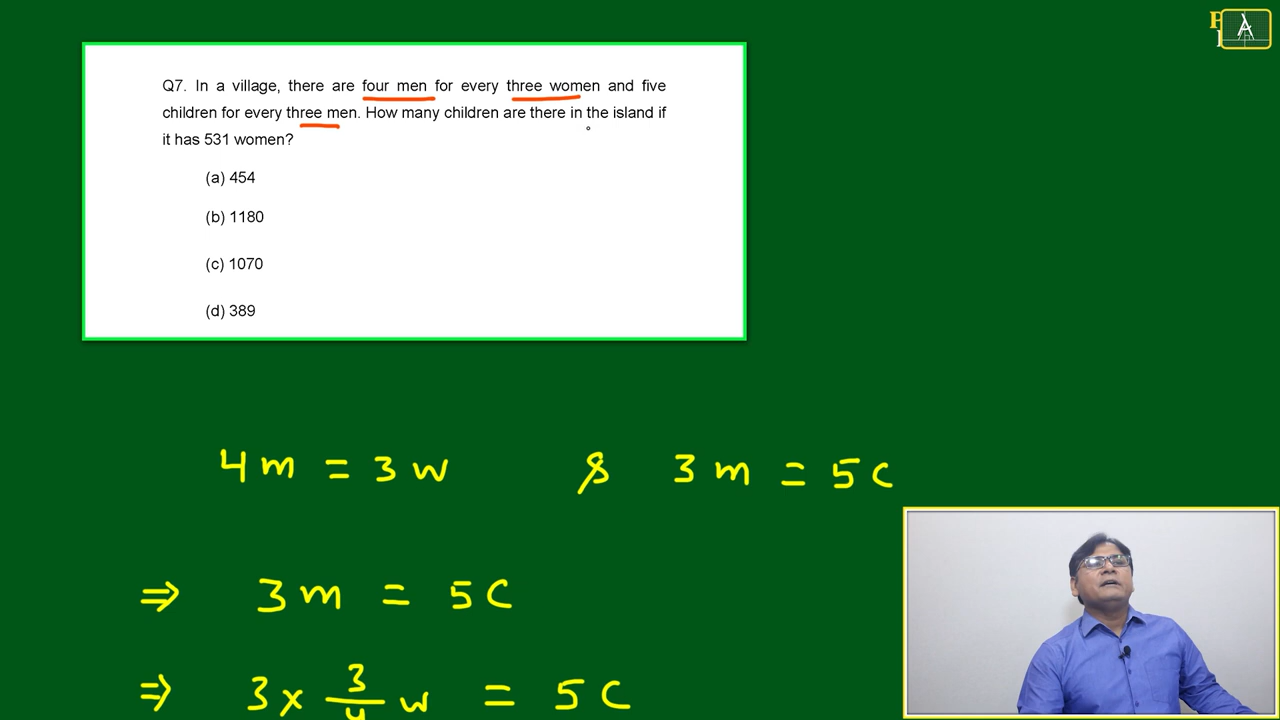 Q7. In a village, there are four men for every three women and five
children for every three men. How many children are there in the island if
it has 531 women?
(a) 454
(b) 1180
(c) 1070
(d) 389
4m = 3w & 3m = 5C
⇒ 3m = 5C
⇒ 3 x 3/4 w = 5C